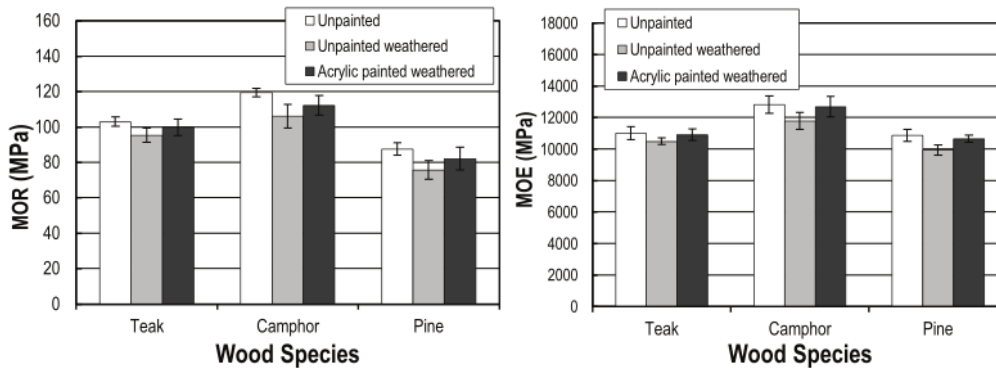 160
140
120
100
80
60
40
20
0
MOR (MPa)
Unpainted
Unpainted weathered
Acrylic painted weathered
Teak
Camphor
Pine
Wood Species
18000
16000
14000
12000
10000
8000
6000
4000
2000
0
MOE (MPa)
Unpainted
Unpainted weathered
Acrylic painted weathered
Teak
Camphor
Pine
Wood Species